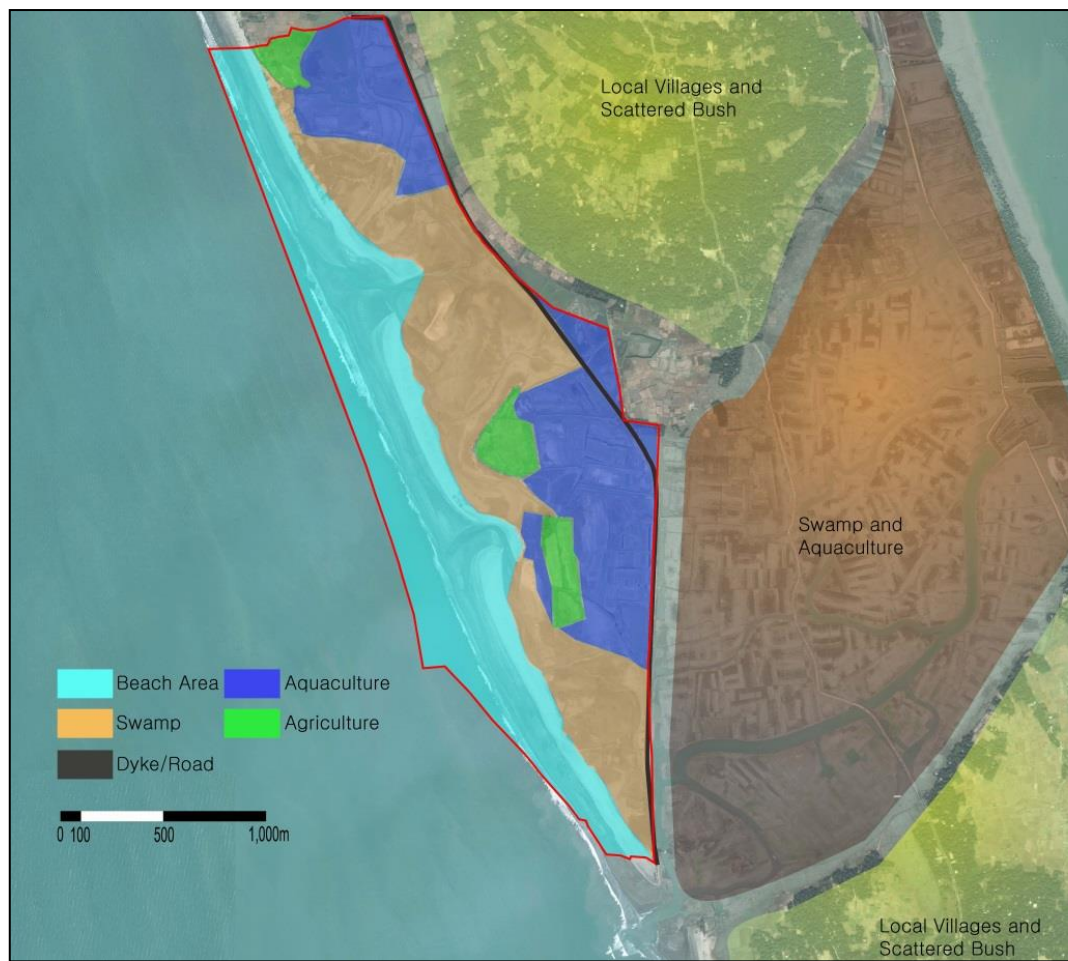 Local Villages and
Scattered Bush
Swamp and
Aquaculture
Beach Area
Aquaculture
Swamp
Agriculture
Dyke/Road
0 100 500 1,000m
Local Villages and
Scattered Bush